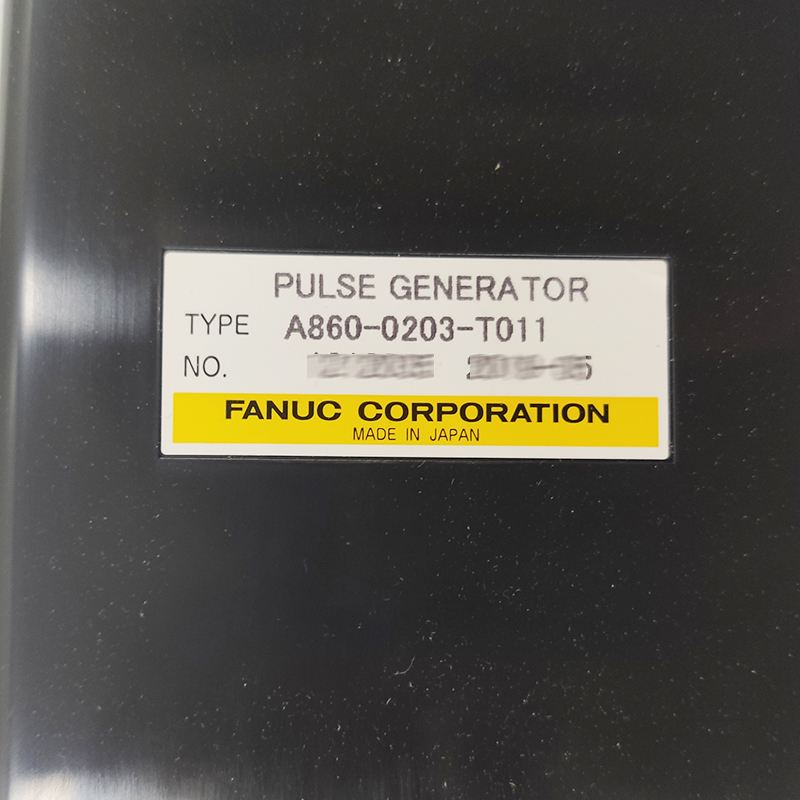 PULSE GENERATOR
TYPE A860-0203-T011
NO.
FANUC CORPORATION
MADE IN JAPAN